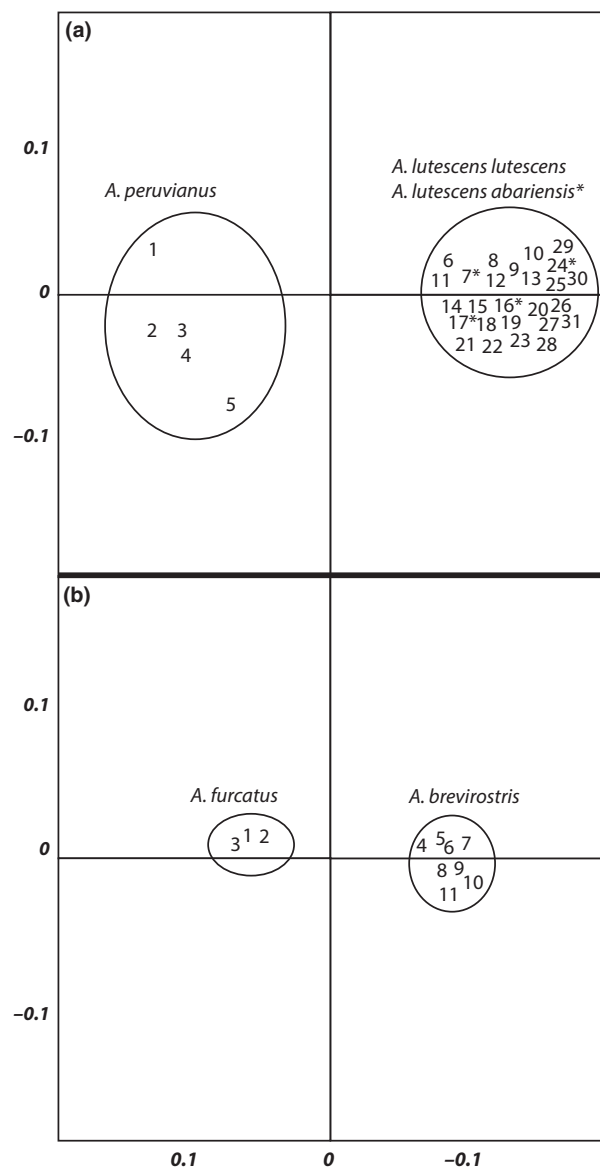 (a)
0.1
A. lutescens lutescens
A. peruvianus
A. lutescens abariensis*
1
10 29
6 8 24*
7* 9
11 12 13 25 30
0
14 15 16* 20 26
2 3
17* 18 19 27 31
4
21 22 23 28
5
–0.1
(b)
0.1
A. furcatus A. brevirostris
3 1 2
4 5 6 7
0
8 9
10
11
–0.1
0.1 0 –0.1